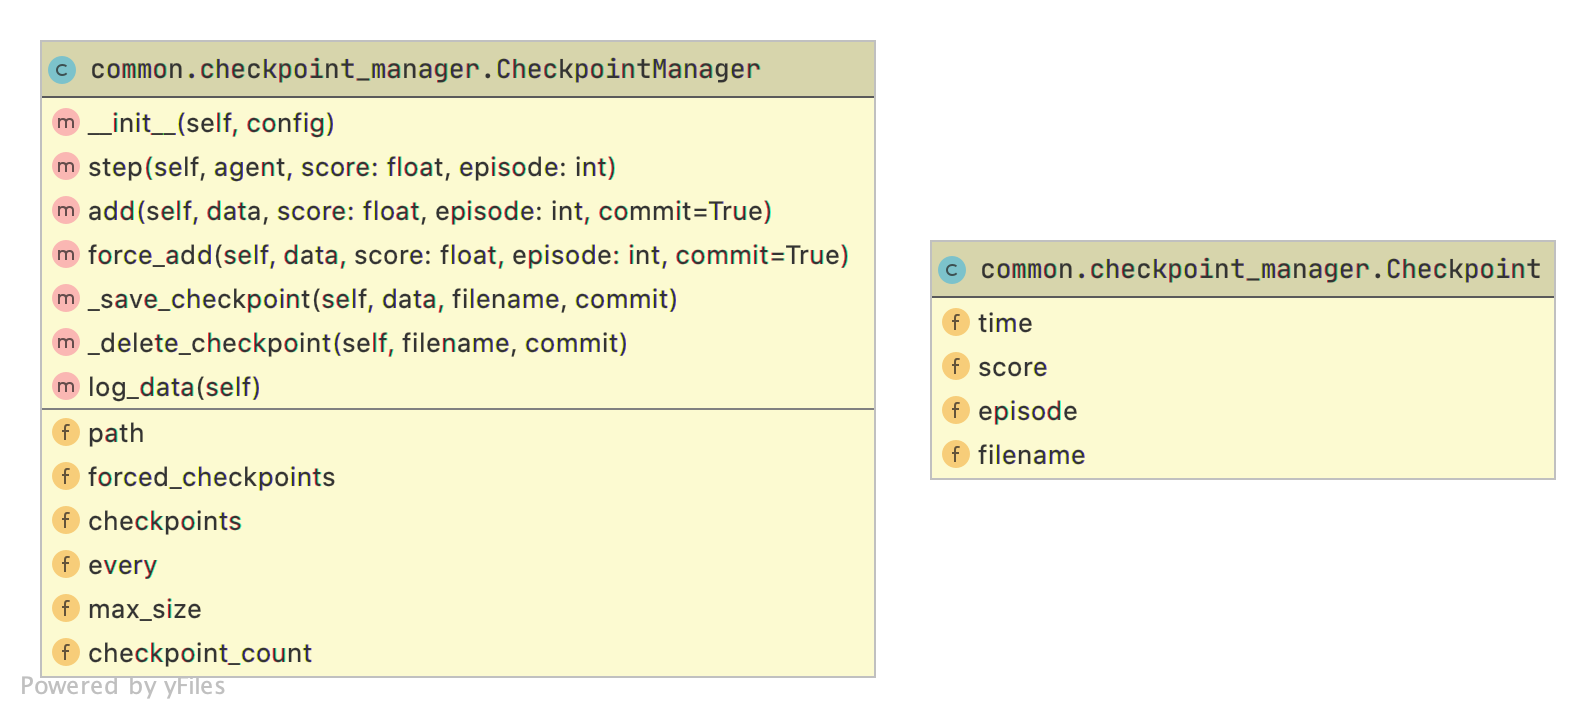 C common.checkpoint_manager.CheckpointManager
m __init__(self, config)
m step(self, agent, score: float, episode: int)
m add(self, data, score: float, episode: int, commit=True)
m force_add(self, data, score: float, episode: int, commit=True)
m _save_checkpoint(self, data, filename, commit)
m _delete_checkpoint(self, filename, commit)
m log_data(self)
f path
f forced_checkpoints
f checkpoints
f every
f max_size
f checkpoint_count
C common.checkpoint_manager.Checkpoint
f time
f score
f episode
f filename
Powered by yFiles